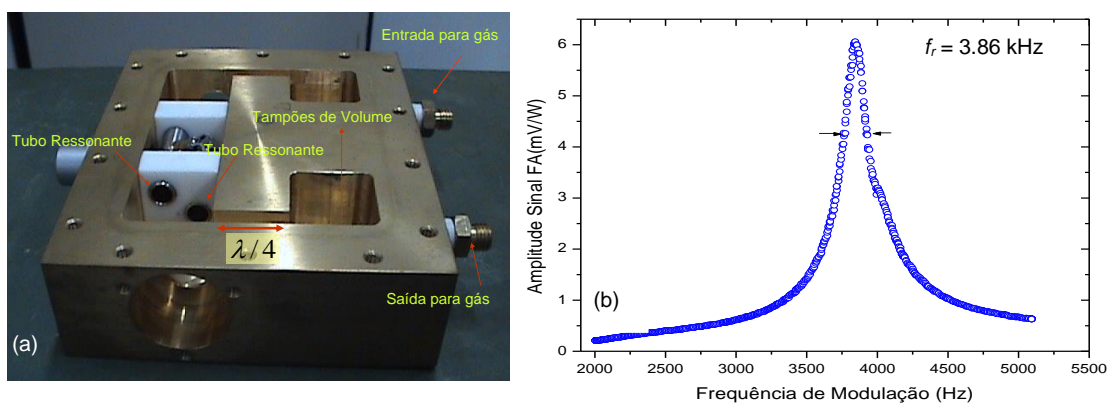 Entrada para gás
Tampões de Volume
Tubo Ressonante
Tubo Ressonante
λ/4
Saída para gás
(a)
Amplitude Sinal FA(mV/W)
6
5
4
3
2
1
0
f_r = 3.86 kHz
(b)
2000 2500 3000 3500 4000 4500 5000 5500
Frequência de Modulação (Hz)